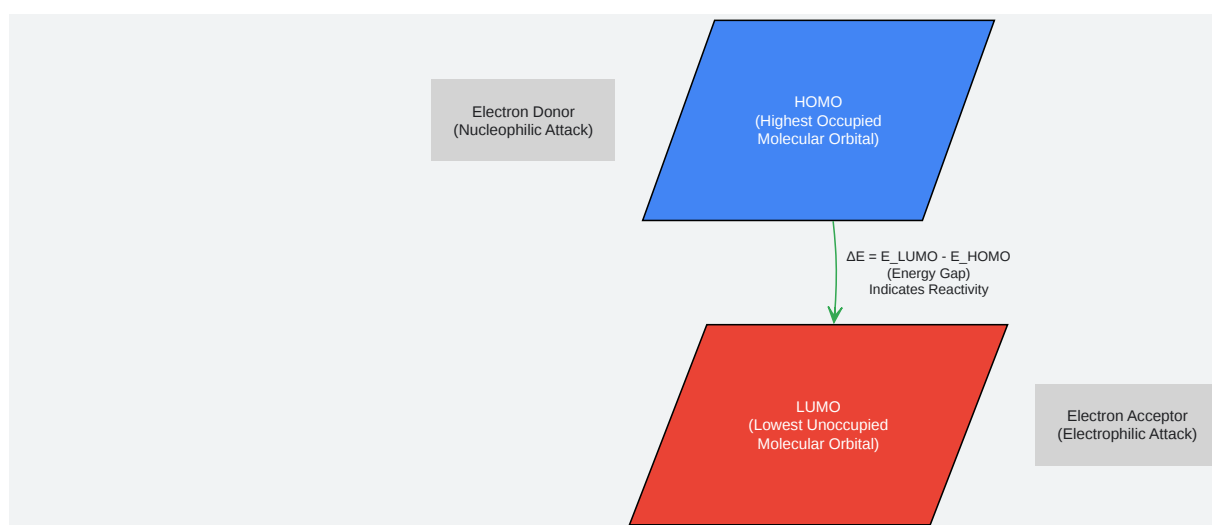 HOMO
(Highest Occupied
Molecular Orbital)
Electron Donor
(Nucleophilic Attack)
ΔE = E_LUMO - E_HOMO
(Energy Gap)
Indicates Reactivity
LUMO
(Lowest Unoccupied
Molecular Orbital)
Electron Acceptor
(Electrophilic Attack)